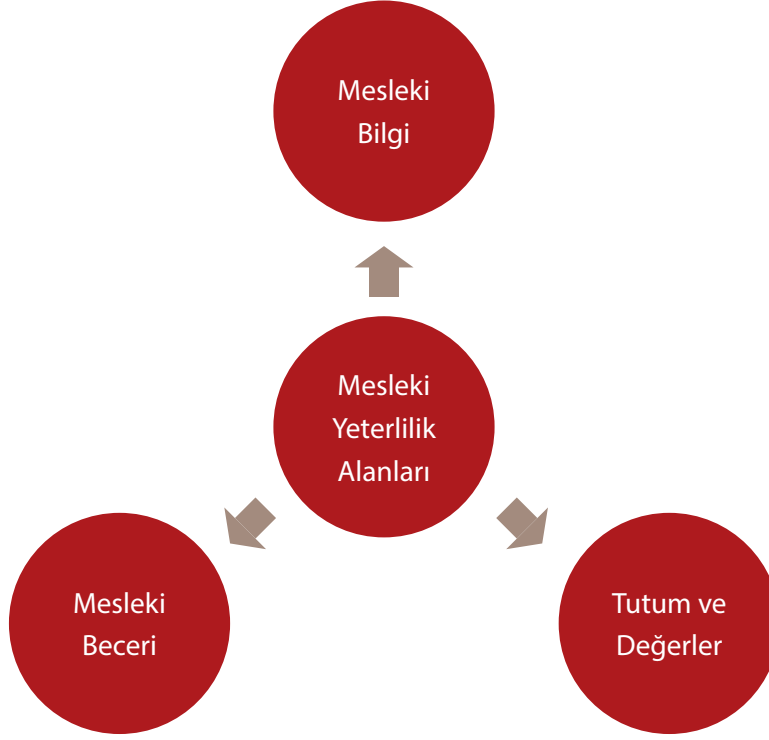 Mesleki
Bilgi
Mesleki
Yeterlilik
Alanları
Mesleki
Beceri
Tutum ve
Değerler